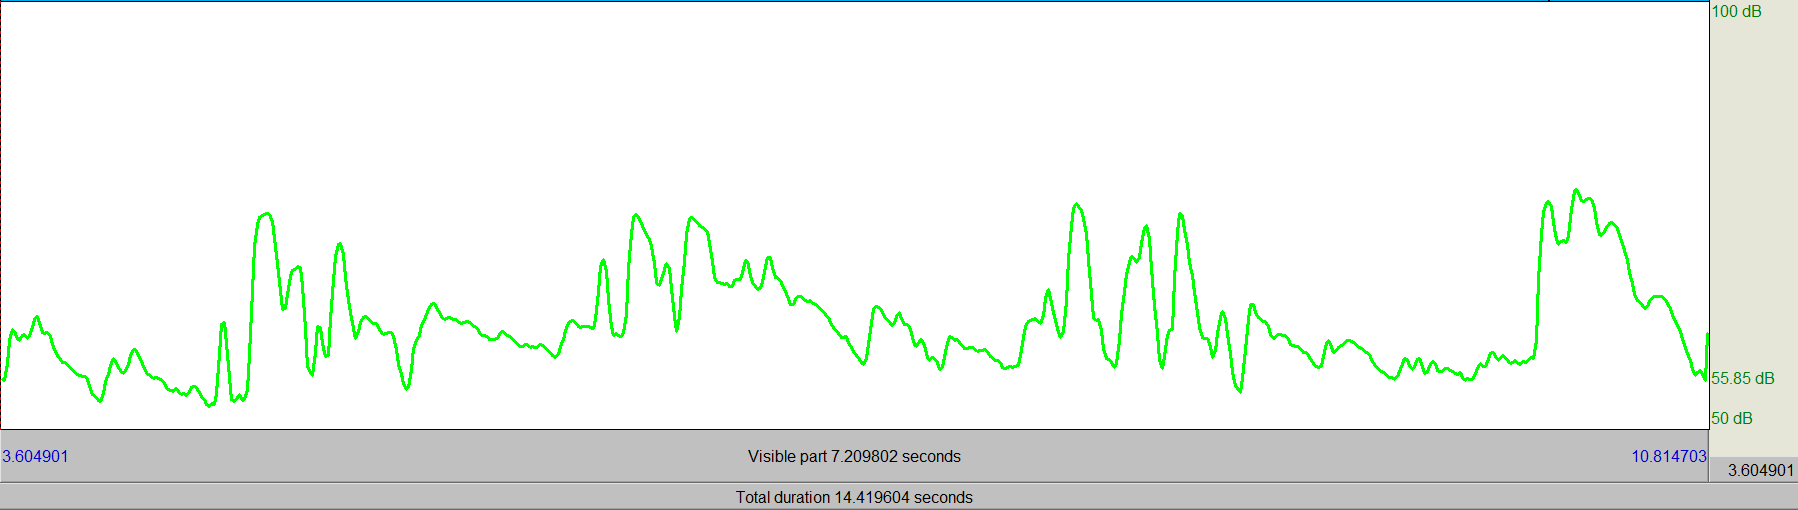 100 dB
55.85 dB
50 dB
3.604901
Visible part 7.209802 seconds
10.814703
3.604901
Total duration 14.419604 seconds